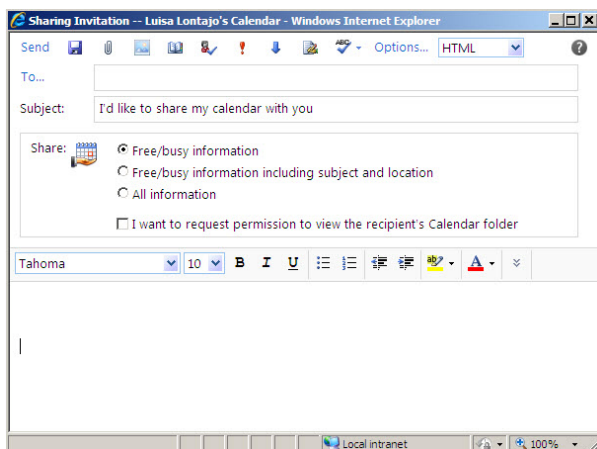 Sharing Invitation -- Luisa Lontajo's Calendar - Windows Internet Explorer
Send Options... HTML
To...
Subject: I'd like to share my calendar with you
Share: Free/busy information
Free/busy information including subject and location
All information
I want to request permission to view the recipient's Calendar folder
Tahoma 10 B I U ab A
Local intranet 100%